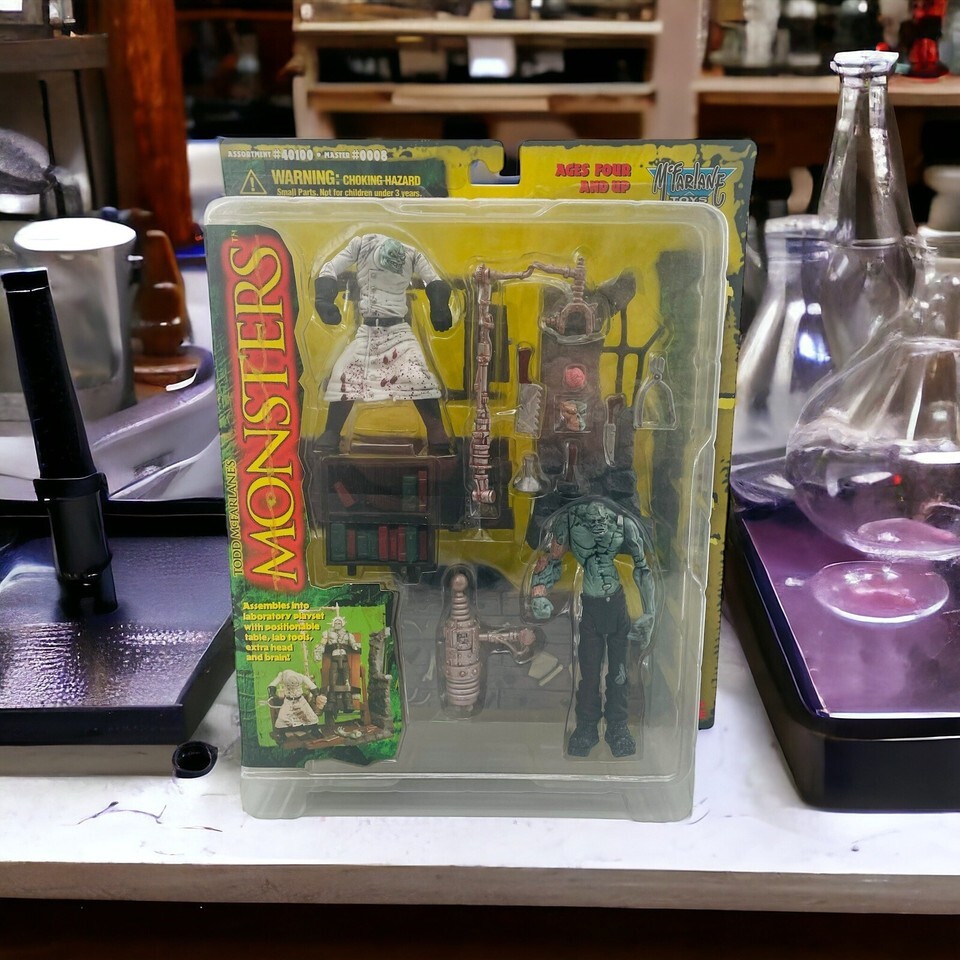 ASSORTMENT #40100 • MASTER #0008
WARNING: CHOKING-HAZARD
Small Parts. Not for children under 3 years.
AGES FOUR
AND UP
McFARLANE
TOYS
TODD McFARLANE'S
MONSTERS™
Assembles into
laboratory playset
with positionable
table, lab tools,
extra head
and brain!